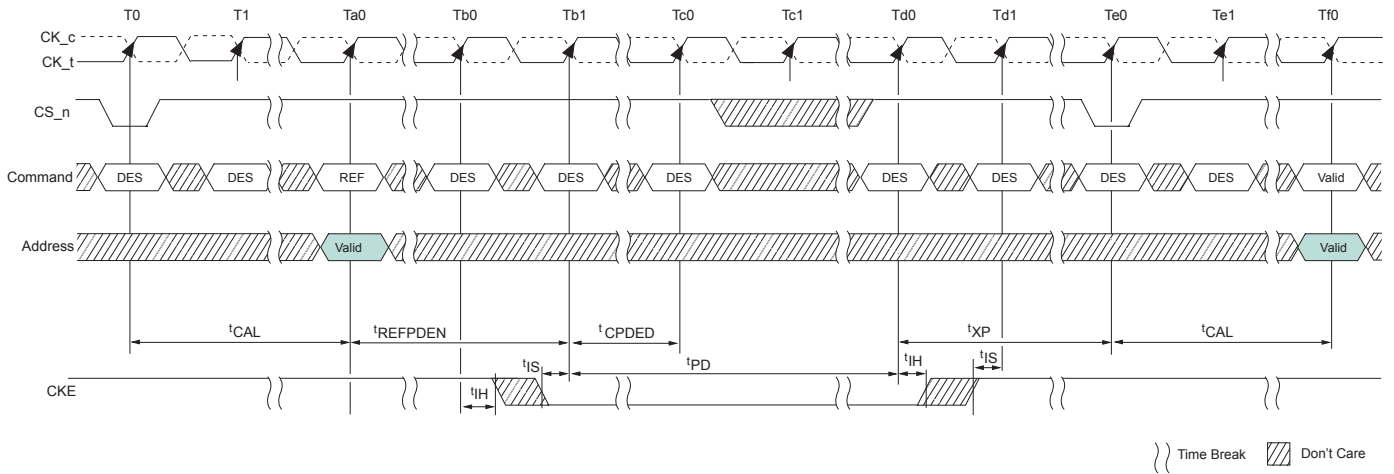 T0 T1 Ta0 Tb0 Tb1 Tc0 Tc1 Td0 Td1 Te0 Te1 Tf0
CK_c
CK_t
CS_n
Command DES DES REF DES DES DES DES DES DES DES Valid
Address Valid Valid
tCAL tREFPDEN tCPDED tXP tCAL
tIS tPD tIH tIS
CKE tIH
Time Break Don't Care